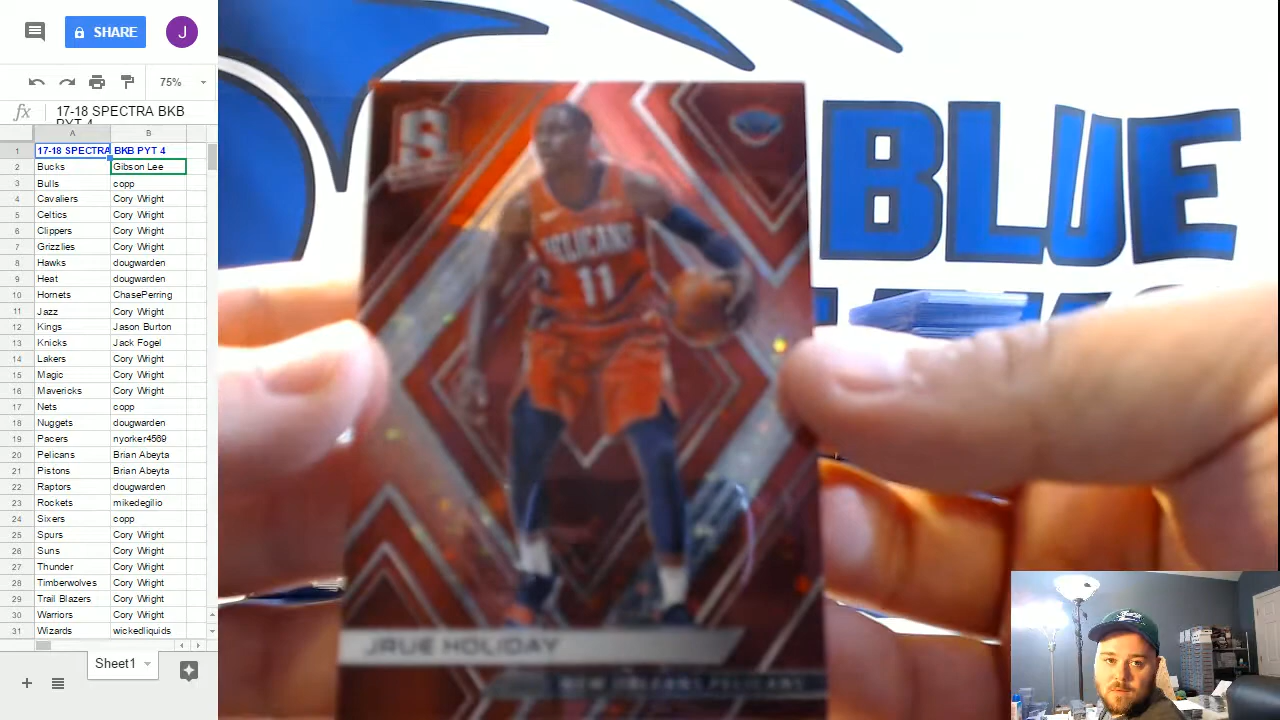 SHARE
J
75%
fx
17-18 SPECTRA BKB
PYT 4
A B
1 17-18 SPECTRA BKB PYT 4
2 Bucks Gibson Lee
3 Bulls copp
4 Cavaliers Cory Wright
5 Celtics Cory Wright
6 Clippers Cory Wright
7 Grizzlies Cory Wright
8 Hawks dougwarden
9 Heat dougwarden
10 Hornets ChasePerring
11 Jazz Cory Wright
12 Kings Jason Burton
13 Knicks Jack Fogel
14 Lakers Cory Wright
15 Magic Cory Wright
16 Mavericks Cory Wright
17 Nets copp
18 Nuggets dougwarden
19 Pacers nyorker4569
20 Pelicans Brian Abeyta
21 Pistons Brian Abeyta
22 Raptors dougwarden
23 Rockets mikedegilio
24 Sixers copp
25 Spurs Cory Wright
26 Suns Cory Wright
27 Thunder Cory Wright
28 Timberwolves Cory Wright
29 Trail Blazers Cory Wright
30 Warriors Cory Wright
31 Wizards wickedliquids
Sheet1
BLUE
S
PELICANS
11
JRUE HOLIDAY
NEW ORLEANS PELICANS